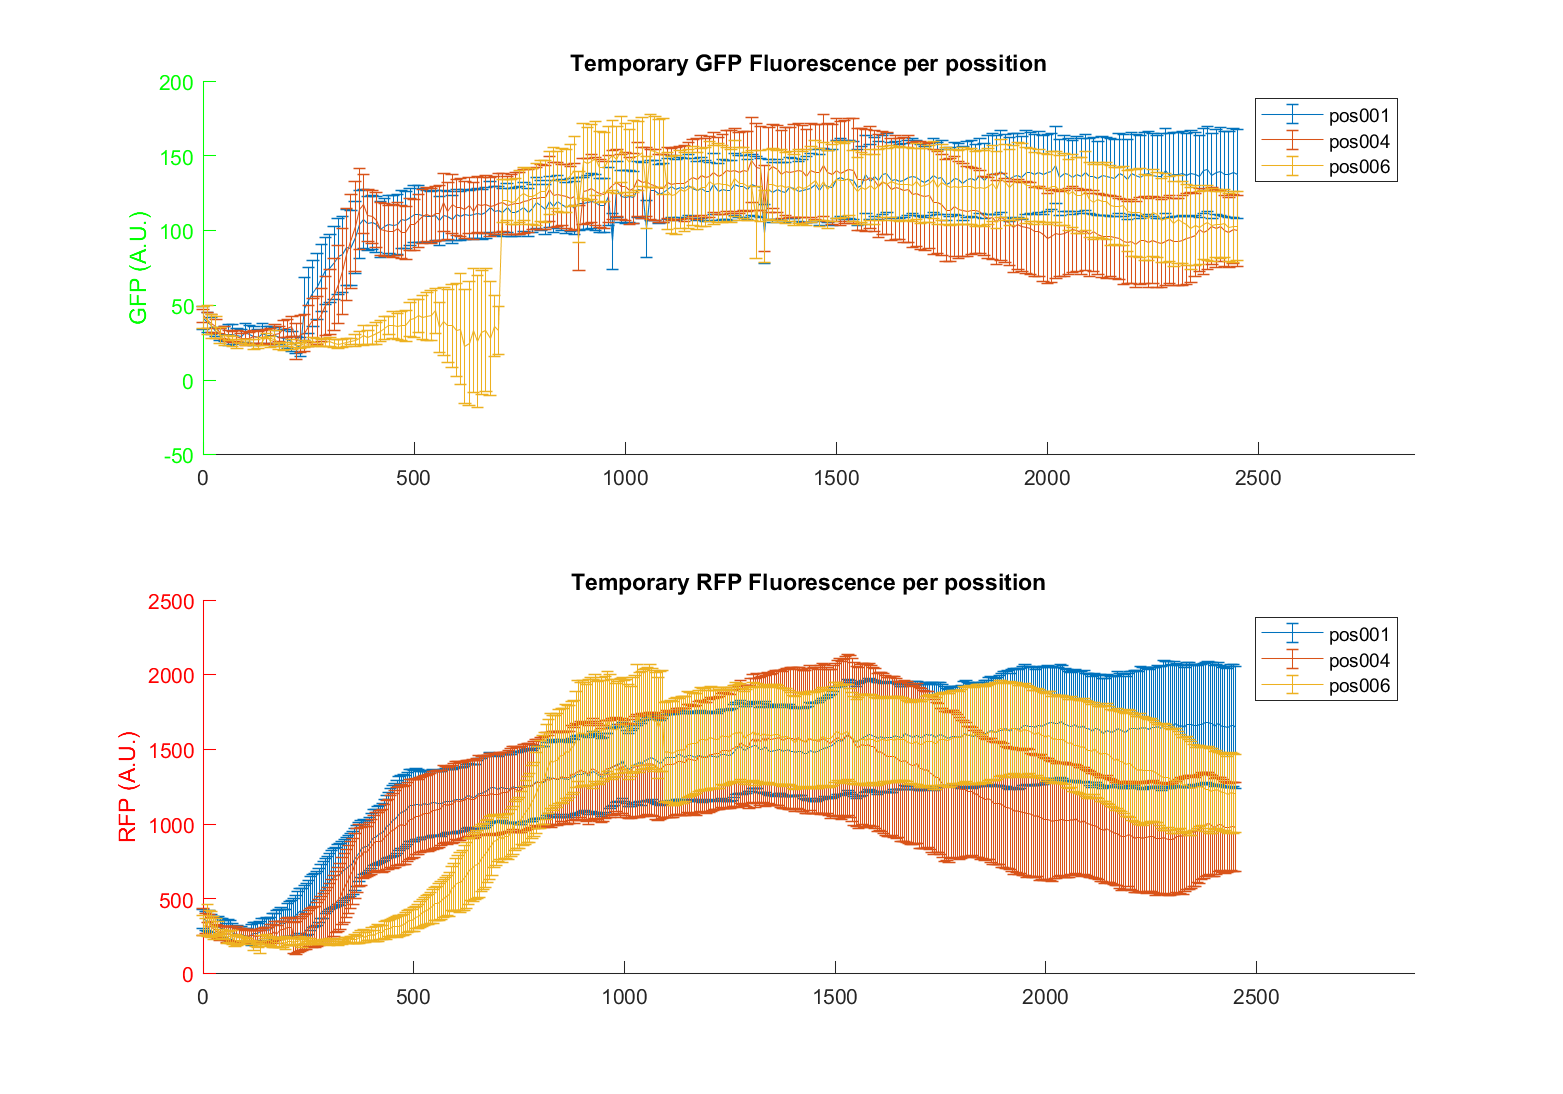 Temporary GFP Fluorescence per possition
GFP (A.U.)
200
150
100
50
0
-50
0 500 1000 1500 2000 2500
pos001
pos004
pos006
Temporary RFP Fluorescence per possition
RFP (A.U.)
2500
2000
1500
1000
500
0
0 500 1000 1500 2000 2500
pos001
pos004
pos006